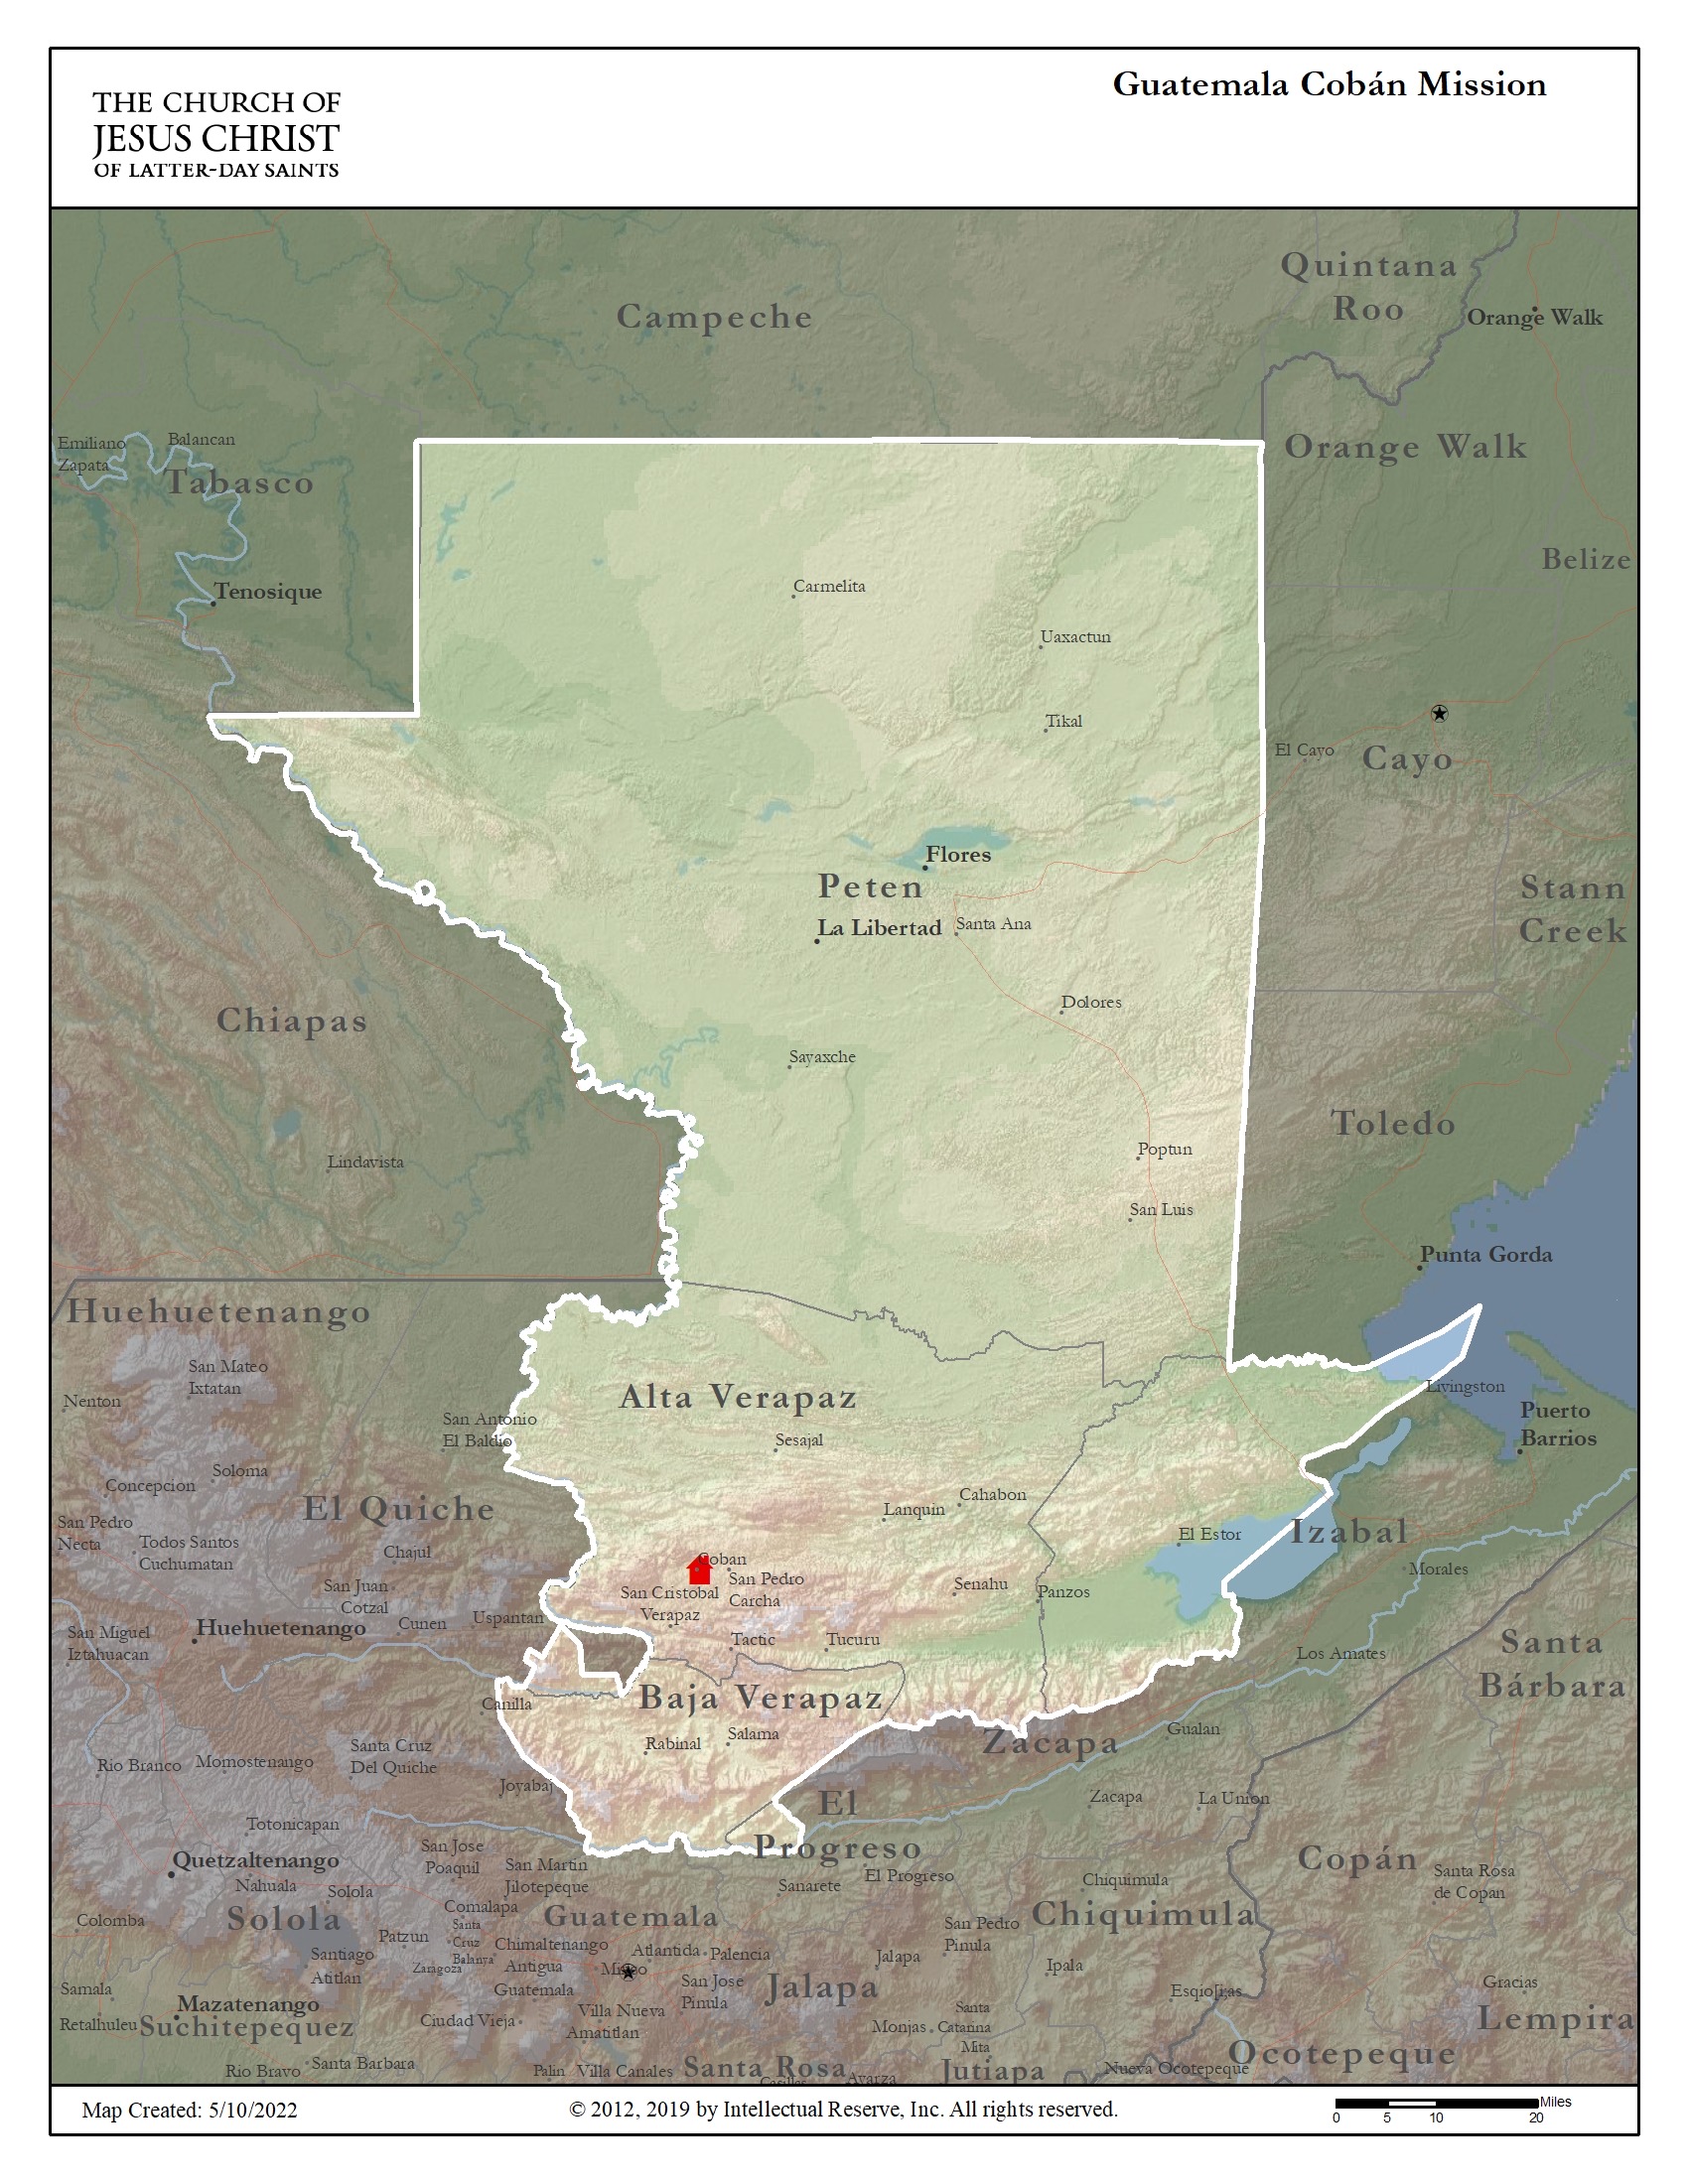 THE CHURCH OF
JESUS CHRIST
OF LATTER-DAY SAINTS
Guatemala Cobán Mission
Quintana
Roo
Campeche
Orange Walk
Emiliano
Zapata
Balancan
Tabasco
Orange Walk
Belize
Tenosique
Carmelita
Uaxactun
Tikal
El Cayo
Cayo
Flores
Peten
La Libertad
Santa Ana
Stann
Creek
Dolores
Chiapas
Sayaxche
Toledo
Lindavista
Poptun
San Luis
Punta Gorda
Huehuetenango
San Mateo
Ixtatan
Nenton
Alta Verapaz
Livingston
Puerto
Barrios
San Antonio
El Baldio
Sesajal
Soloma
Concepcion
El Quiche
Lanquin
Cahabon
San Pedro
Necta
Todos Santos
Cuchumatan
Chajul
El Estor
Izabal
Coban
San Pedro
Carcha
San Cristobal
Verapaz
Senahu
Panzos
Morales
San Juan
Cotzal
Cunen
Uspantan
Huehuetenango
San Miguel
Iztahuacan
Tactic
Tucuru
Los Amates
Santa
Bárbara
Canilla
Baja Verapaz
Rabinal
Salama
Zacapa
Gualan
Rio Branco
Momostenango
Santa Cruz
Del Quiche
Joyabaj
El
Progreso
Zacapa
La Union
Totonicapan
San Jose
Poaquil
Quetzaltenango
Nahuala
Solola
San Martin
Jilotepeque
Sanarete
El Progreso
Chiquimula
Copán
Santa Rosa
de Copan
Colomba
Solola
Comalapa
Guatemala
Chiquimula
Patzun
Santa
Cruz
Balanya
Zaragoza
Chimaltenango
Antigua
Guatemala
Atlantida
Palencia
Mixco
San Pedro
Pinula
Santiago
Atitlan
Jalapa
Ipala
San Jose
Pinula
Jalapa
Samala
Mazatenango
Retalhuleu
Suchitepequez
Ciudad Vieja
Villa Nueva
Amatitlan
Santa
Catarina
Mita
Monjas
Gracias
Lempira
Rio Bravo
Santa Barbara
Palin
Villa Canales
Santa Rosa
Jutiapa
Nueva Ocotepeque
Ocotepeque
Map Created: 5/10/2022
© 2012, 2019 by Intellectual Reserve, Inc. All rights reserved.
Miles
0 5 10 20